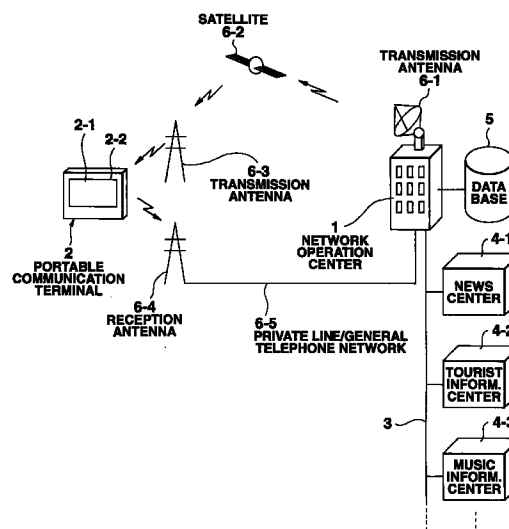 SATELLITE
6-2
TRANSMISSION
ANTENNA
6-1
2-1
2-2
5
DATA
BASE
6-3
TRANSMISSION
ANTENNA
1
NETWORK
OPERATION
CENTER
2
PORTABLE
COMMUNICATION
TERMINAL
6-4
RECEPTION
ANTENNA
6-5
PRIVATE LINE/GENERAL
TELEPHONE NETWORK
4-1
NEWS
CENTER
4-2
TOURIST
INFORM.
CENTER
3
4-3
MUSIC
INFORM.
CENTER